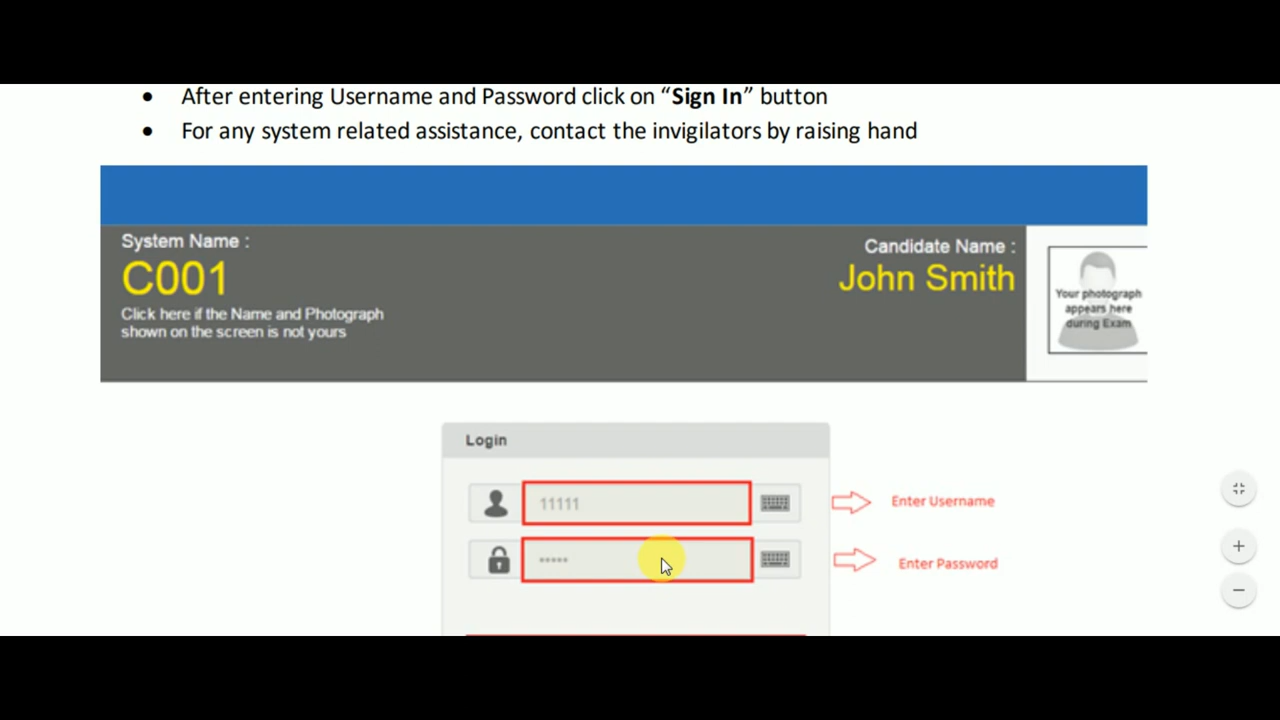 After entering Username and Password click on “Sign In” button
For any system related assistance, contact the invigilators by raising hand
System Name :
C001
Click here if the Name and Photograph
shown on the screen is not yours
Candidate Name :
John Smith
Your photograph
appears here
during Exam
Login
11111
Enter Username
•••••
Enter Password